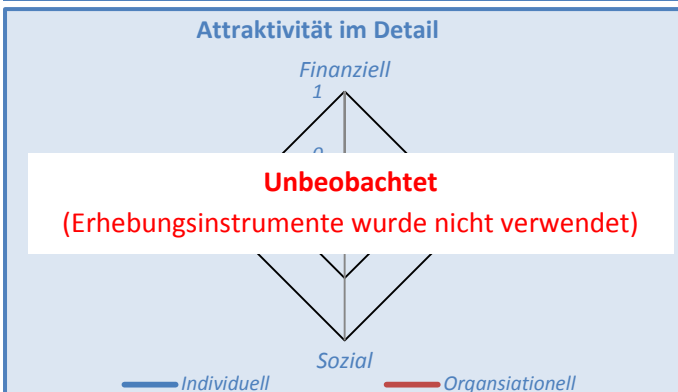 Attraktivität im Detail
Finanziell
1
Unbeobachtet
(Erhebungsinstrumente wurde nicht verwendet)
Sozial
Individuell
Organsiationell